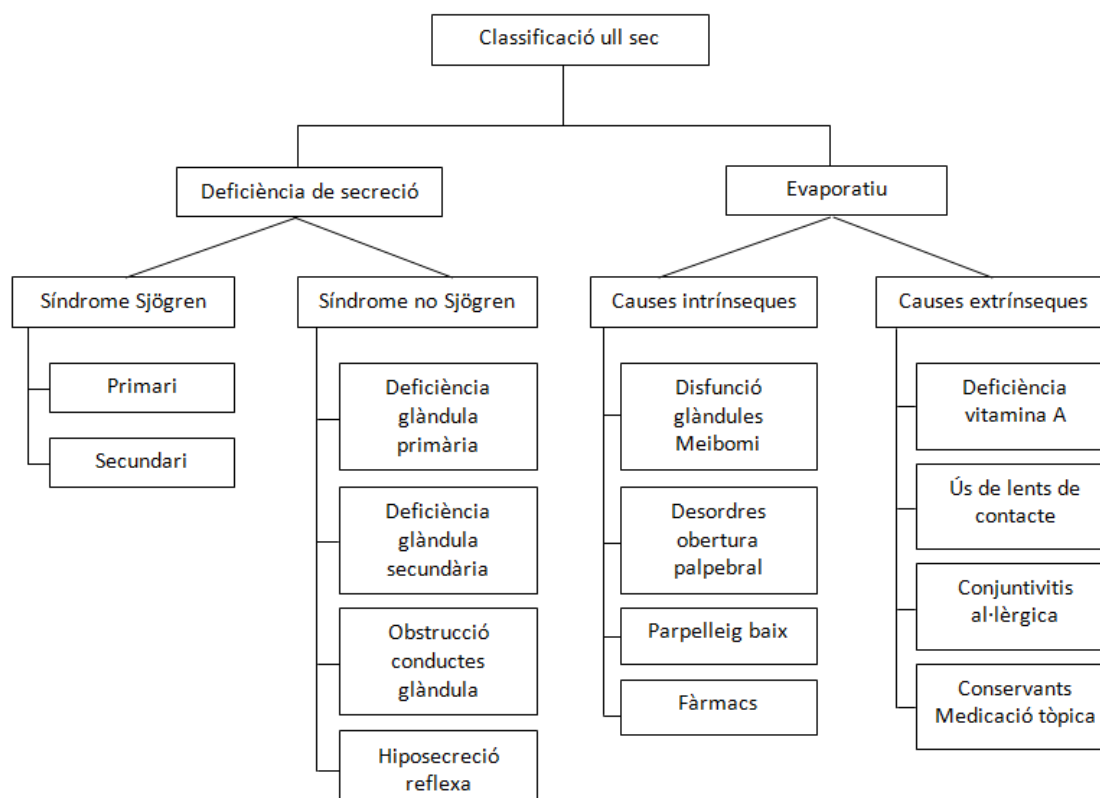 Classificació ull sec
Deficiència de secreció
Evaporatiu
Síndrome Sjögren
Síndrome no Sjögren
Causes intrínseques
Causes extrínseques
Primari
Secundari
Deficiència
glàndula
primària
Deficiència
glàndula
secundària
Obstrucció
conductes
glàndula
Hiposecreció
reflexa
Disfunció
glàndules
Meibomi
Desordres
obertura
palpebral
Parpelleig baix
Fàrmacs
Deficiència
vitamina A
Ús de lents de
contacte
Conjuntivitis
al·lèrgica
Conservants
Medicació tòpica